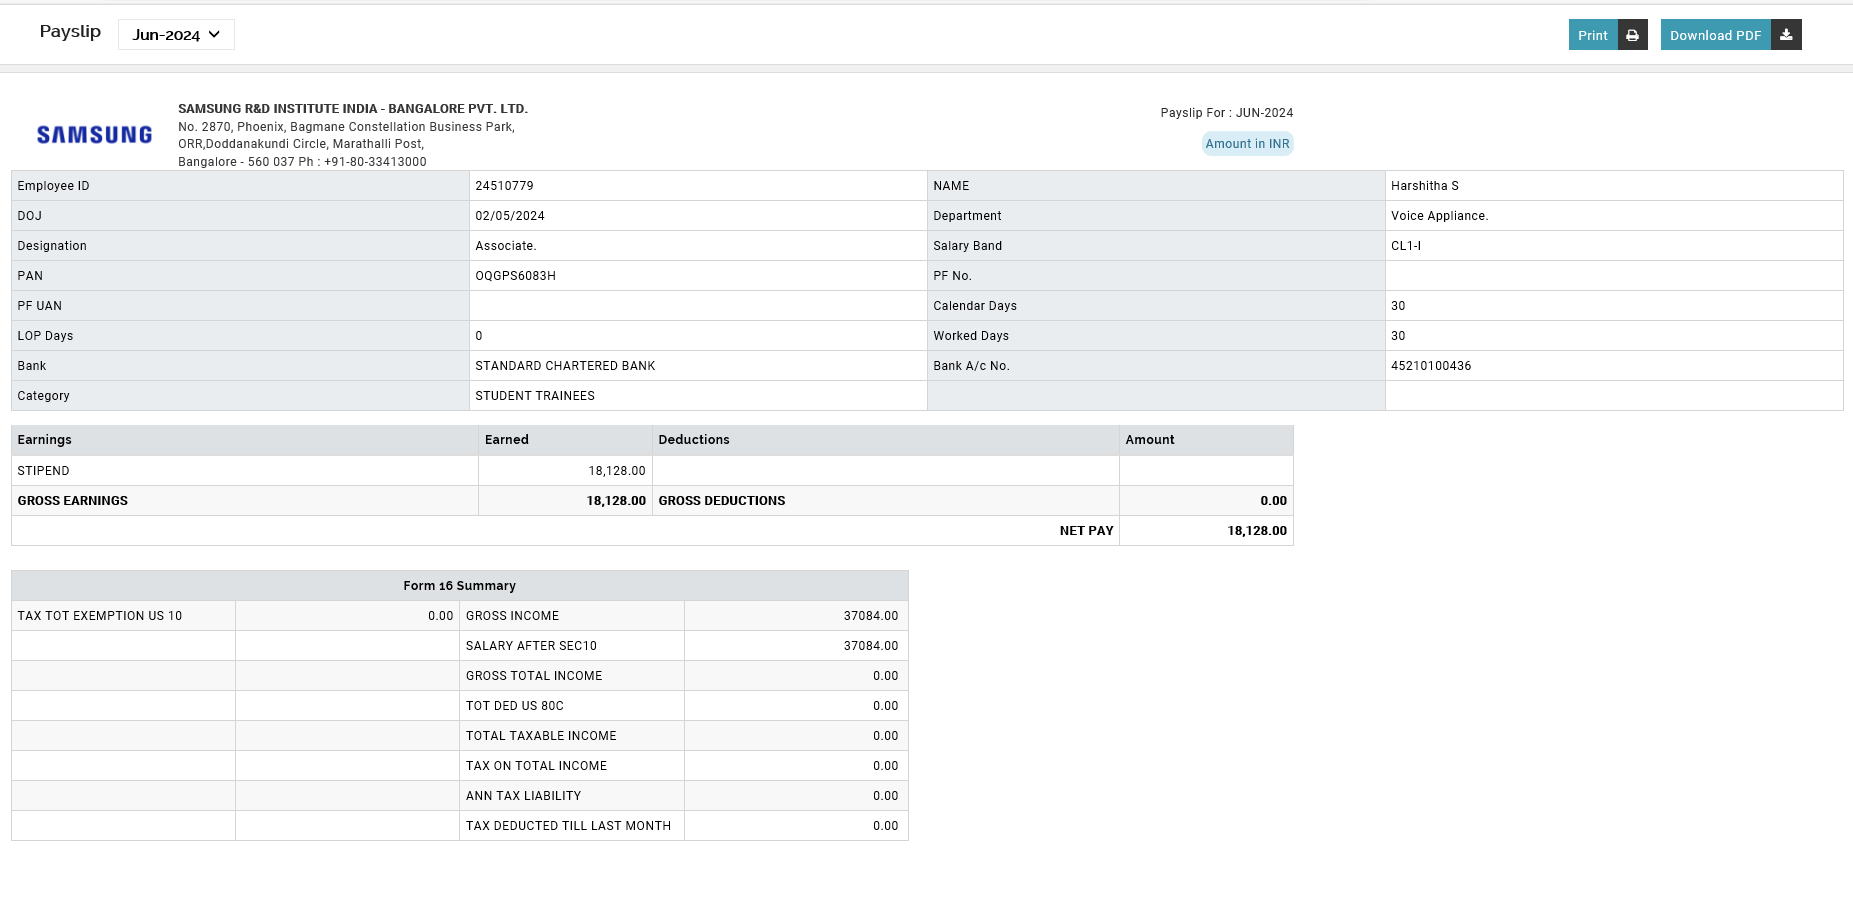 Payslip Jun-2024 Print Download PDF
SAMSUNG
SAMSUNG R&D INSTITUTE INDIA - BANGALORE PVT. LTD.
No. 2870, Phoenix, Bagmane Constellation Business Park,
ORR,Doddanakundi Circle, Marathalli Post,
Bangalore - 560 037 Ph : +91-80-33413000
Payslip For : JUN-2024
Amount in INR
Employee ID 24510779 NAME Harshitha S
DOJ 02/05/2024 Department Voice Appliance.
Designation Associate. Salary Band CL1-I
PAN OQGPS6083H PF No.
PF UAN Calendar Days 30
LOP Days 0 Worked Days 30
Bank STANDARD CHARTERED BANK Bank A/c No. 45210100436
Category STUDENT TRAINEES
Earnings Earned Deductions Amount
STIPEND 18,128.00
GROSS EARNINGS 18,128.00 GROSS DEDUCTIONS 0.00
NET PAY 18,128.00
Form 16 Summary
TAX TOT EXEMPTION US 10 0.00 GROSS INCOME 37084.00
SALARY AFTER SEC10 37084.00
GROSS TOTAL INCOME 0.00
TOT DED US 80C 0.00
TOTAL TAXABLE INCOME 0.00
TAX ON TOTAL INCOME 0.00
ANN TAX LIABILITY 0.00
TAX DEDUCTED TILL LAST MONTH 0.00